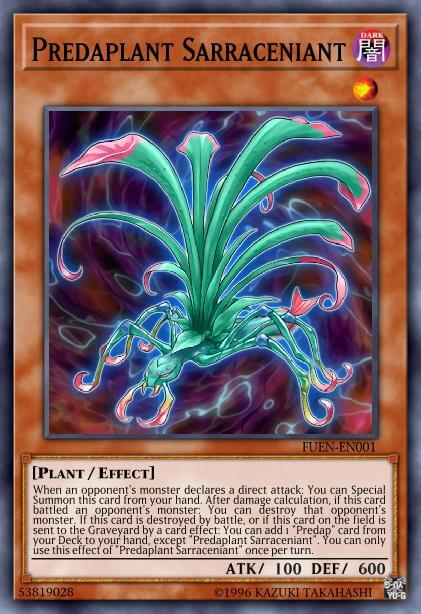 PREDAPLANT SARRACENIANT
DARK
闇
FUEN-EN001
[PLANT / EFFECT]
When an opponent's monster declares a direct attack: You can Special
Summon this card from your hand. After damage calculation, if this card
battled an opponent's monster: You can destroy that opponent's
monster. If this card is destroyed by battle, or if this card on the field is
sent to the Graveyard by a card effect: You can add 1 "Predap" card from
your Deck to your hand, except "Predaplant Sarraceniant". You can only
use this effect of "Predaplant Sarraceniant" once per turn.
ATK/ 100 DEF/ 600
53819028
©1996 KAZUKI TAKAHASHI